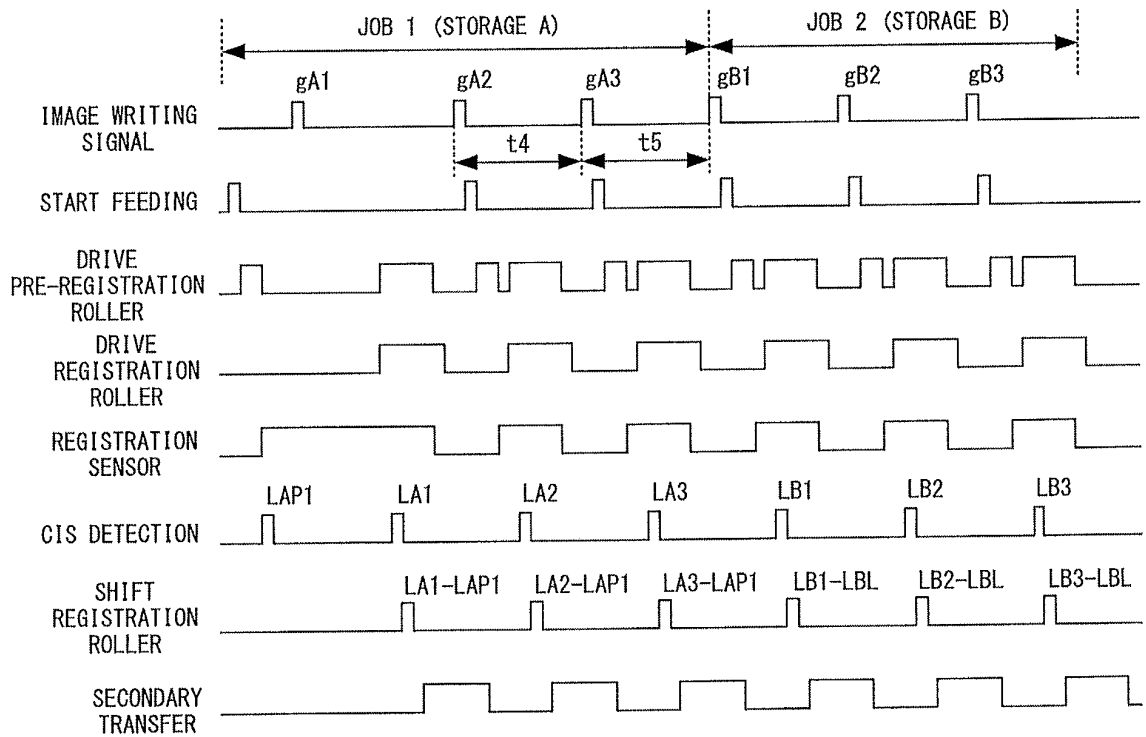 JOB 1 (STORAGE A) JOB 2 (STORAGE B)
gA1 gA2 gA3 gB1 gB2 gB3
IMAGE WRITING
SIGNAL
t4 t5
START FEEDING
DRIVE
PRE-REGISTRATION
ROLLER
DRIVE
REGISTRATION
ROLLER
REGISTRATION
SENSOR
LAP1 LA1 LA2 LA3 LB1 LB2 LB3
CIS DETECTION
LA1-LAP1 LA2-LAP1 LA3-LAP1 LB1-LBL LB2-LBL LB3-LBL
SHIFT
REGISTRATION
ROLLER
SECONDARY
TRANSFER